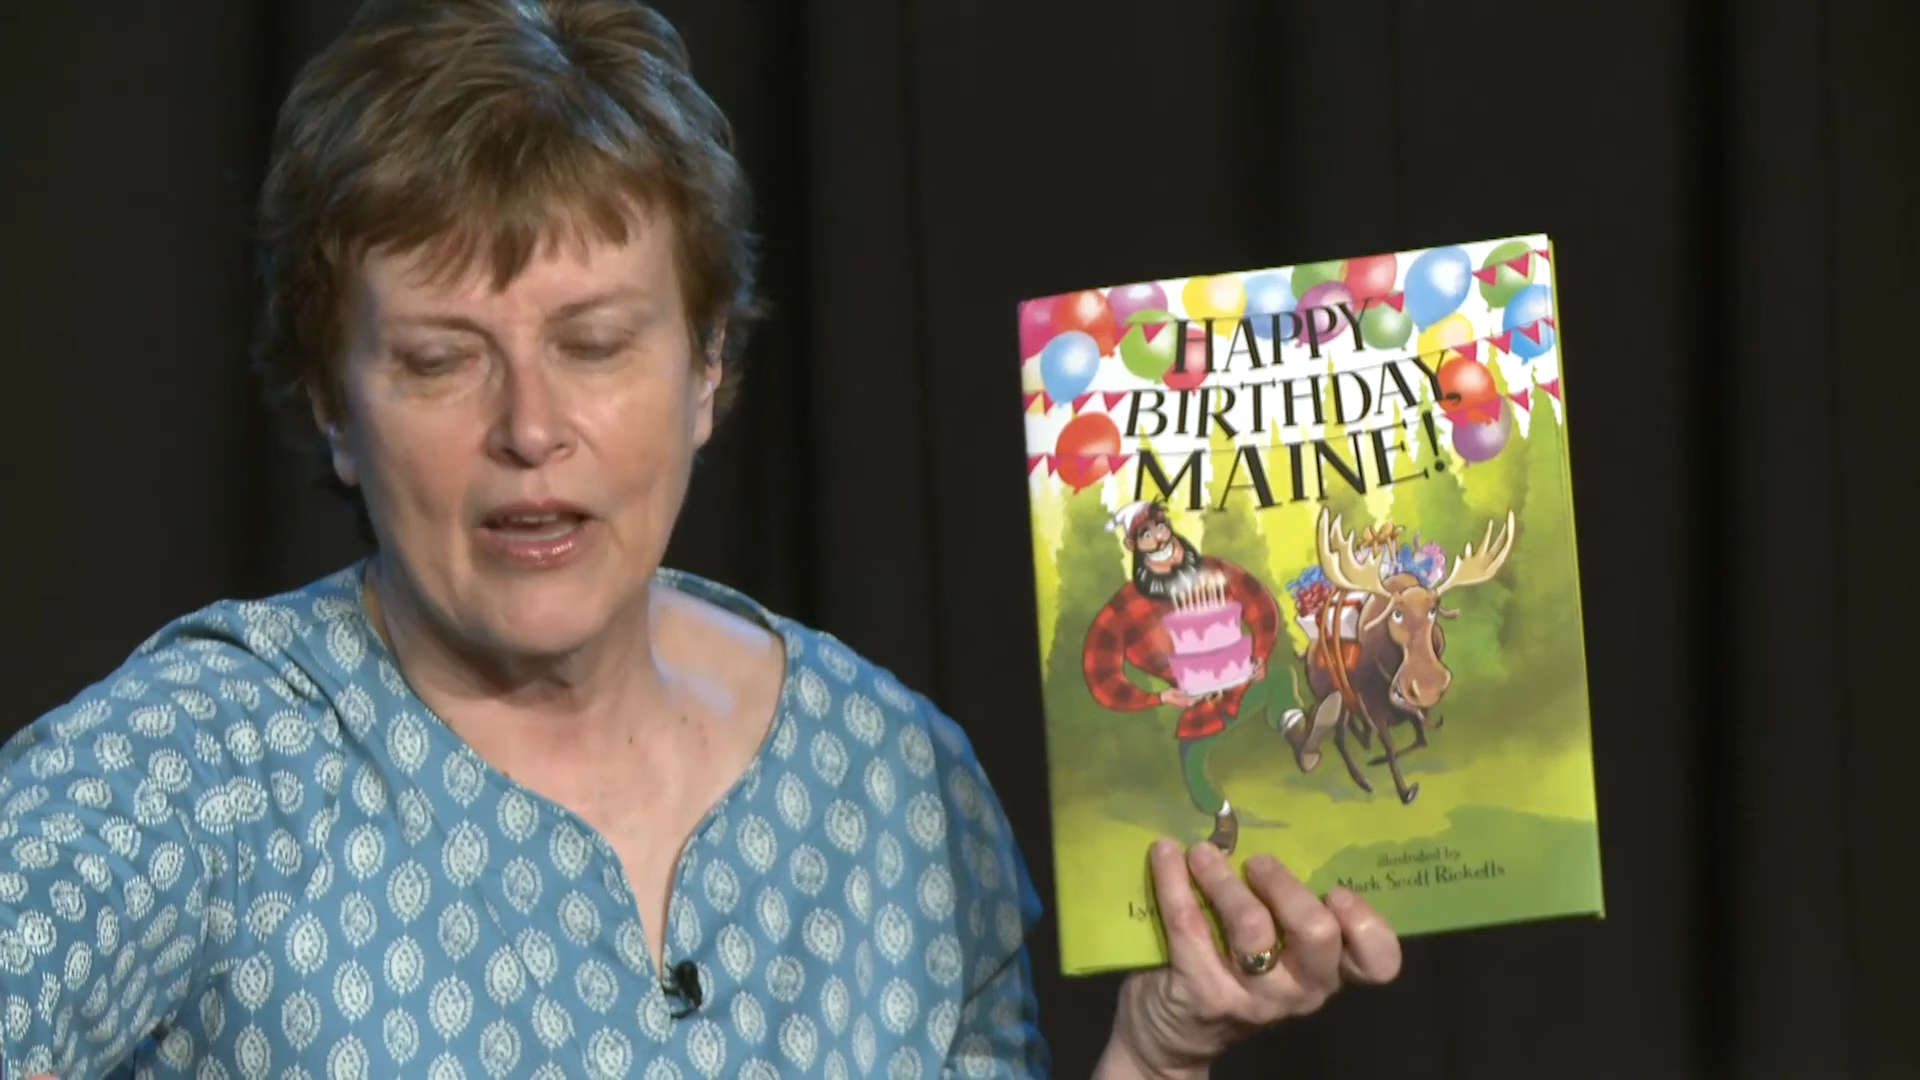 HAPPY
BIRTHDAY,
MAINE!
illustrated by
Mark Scott Ricketts